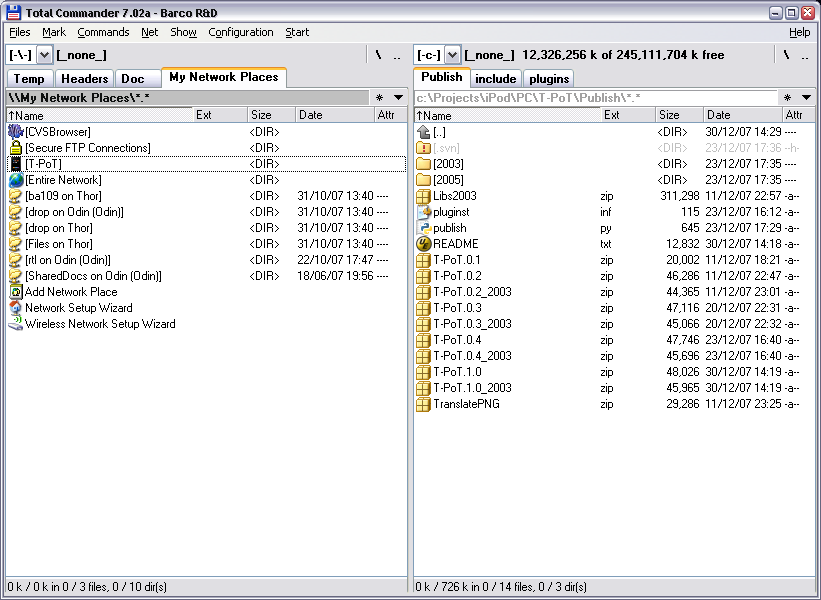 Total Commander 7.02a - Barco R&D
Files Mark Commands Net Show Configuration Start Help
[-\-] [_none_] \ ..
[-c-] [_none_] 12,326,256 k of 245,111,704 k free \ ..
Temp Headers Doc My Network Places
Publish include plugins
\\My Network Places\*.* *
c:\Projects\iPod\PC\T-PoT\Publish\*.* *
↑Name Ext Size Date Attr
[CVSBrowser] <DIR>
[Secure FTP Connections] <DIR>
[T-PoT] <DIR>
[Entire Network] <DIR>
[ba109 on Thor] <DIR> 31/10/07 13:40 ----
[drop on Odin (Odin)] <DIR> 31/10/07 13:40 ----
[drop on Thor] <DIR> 31/10/07 13:40 ----
[Files on Thor] <DIR> 31/10/07 13:40 ----
[rtl on Odin (Odin)] <DIR> 22/10/07 17:47 ----
[SharedDocs on Odin (Odin)] <DIR> 18/06/07 19:56 ----
Add Network Place
Network Setup Wizard
Wireless Network Setup Wizard
0 k / 0 k in 0 / 3 files, 0 / 10 dir(s)
↑Name Ext Size Date Attr
[..] <DIR> 30/12/07 14:29 ----
[.svn] <DIR> 23/12/07 17:36 --h-
[2003] <DIR> 23/12/07 17:35 ----
[2005] <DIR> 23/12/07 17:35 ----
Libs2003 zip 311,298 11/12/07 22:57 -a--
pluginst inf 115 23/12/07 16:12 -a--
publish py 645 23/12/07 17:29 -a--
README txt 12,832 30/12/07 14:18 -a--
T-PoT.0.1 zip 20,002 11/12/07 18:21 -a--
T-PoT.0.2 zip 46,286 11/12/07 22:47 -a--
T-PoT.0.2_2003 zip 44,365 11/12/07 23:01 -a--
T-PoT.0.3 zip 47,116 20/12/07 22:31 -a--
T-PoT.0.3_2003 zip 45,066 20/12/07 22:32 -a--
T-PoT.0.4 zip 47,746 23/12/07 16:40 -a--
T-PoT.0.4_2003 zip 45,696 23/12/07 16:40 -a--
T-PoT.1.0 zip 48,026 30/12/07 14:19 -a--
T-PoT.1.0_2003 zip 45,965 30/12/07 14:19 -a--
TranslatePNG zip 29,286 11/12/07 23:25 -a--
0 k / 726 k in 0 / 14 files, 0 / 3 dir(s)